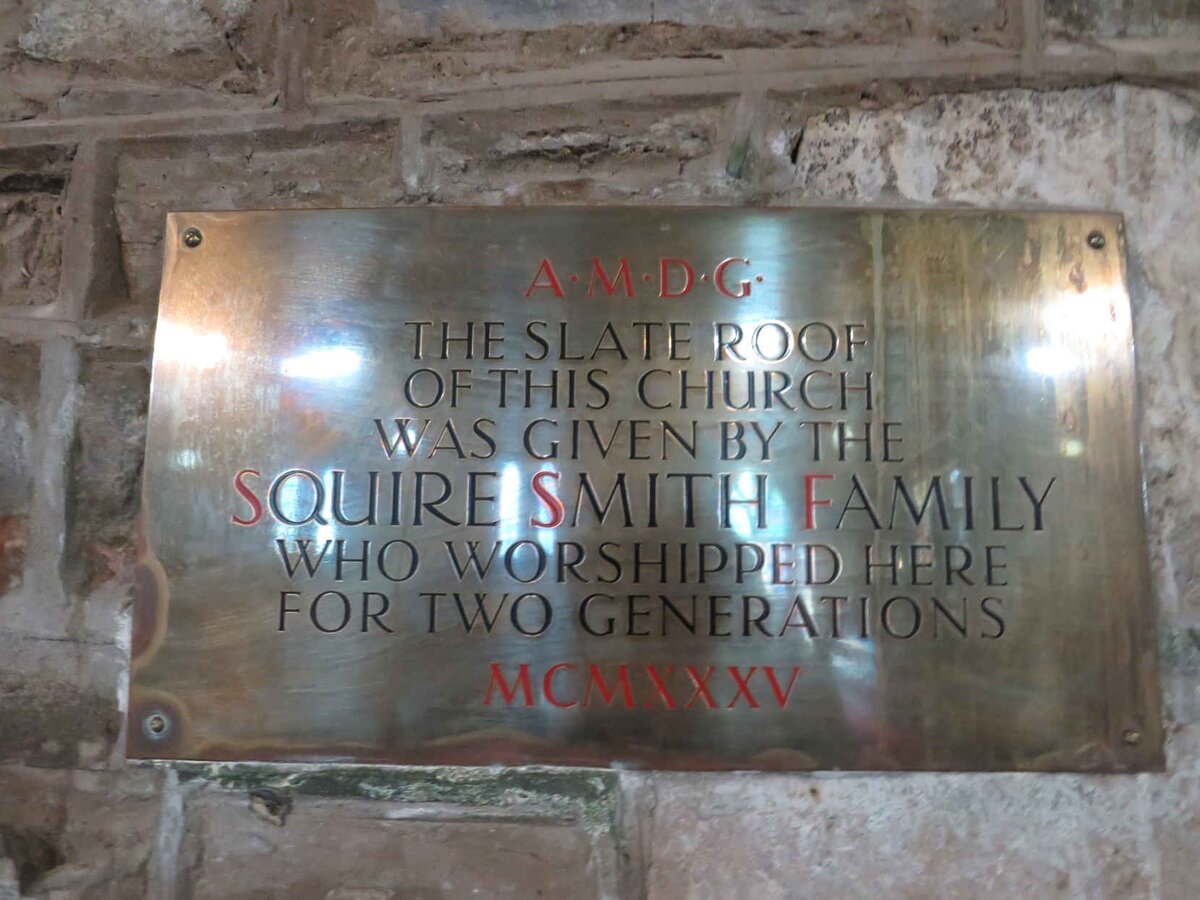 A·M·D·G·
THE SLATE ROOF
OF THIS CHURCH
WAS GIVEN BY THE
SQUIRE SMITH FAMILY
WHO WORSHIPPED HERE
FOR TWO GENERATIONS
MCMXXXV